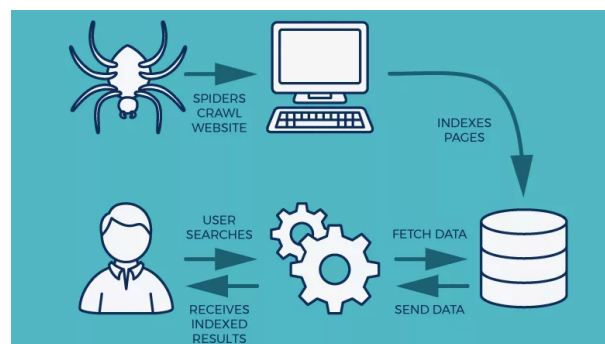 SPIDERS
CRAWL
WEBSITE
INDEXES
PAGES
USER
SEARCHES
FETCH DATA
RECEIVES
INDEXED
RESULTS
SEND DATA